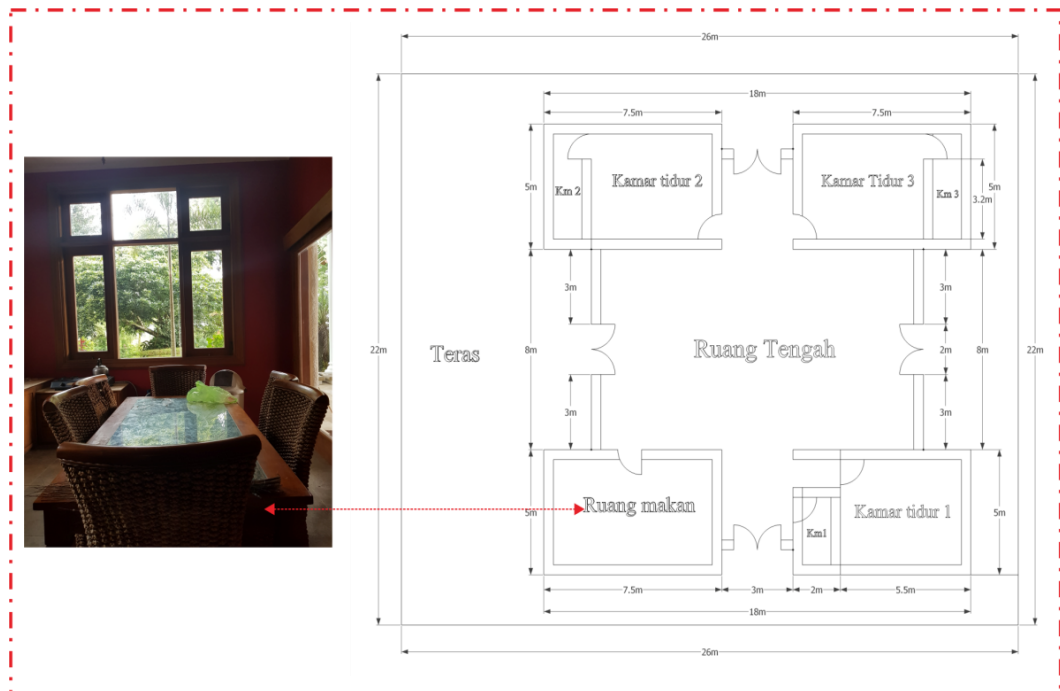 26m
18m
7.5m
7.5m
5m
Km 2
Kamar tidur 2
Kamar Tidur 3
Km 3
3.2m
5m
3m
3m
22m
Teras
8m
Ruang Tengah
2m
8m
22m
3m
3m
5m
Ruang makan
Km1
Kamar tidur 1
5m
7.5m
3m
2m
5.5m
18m
26m